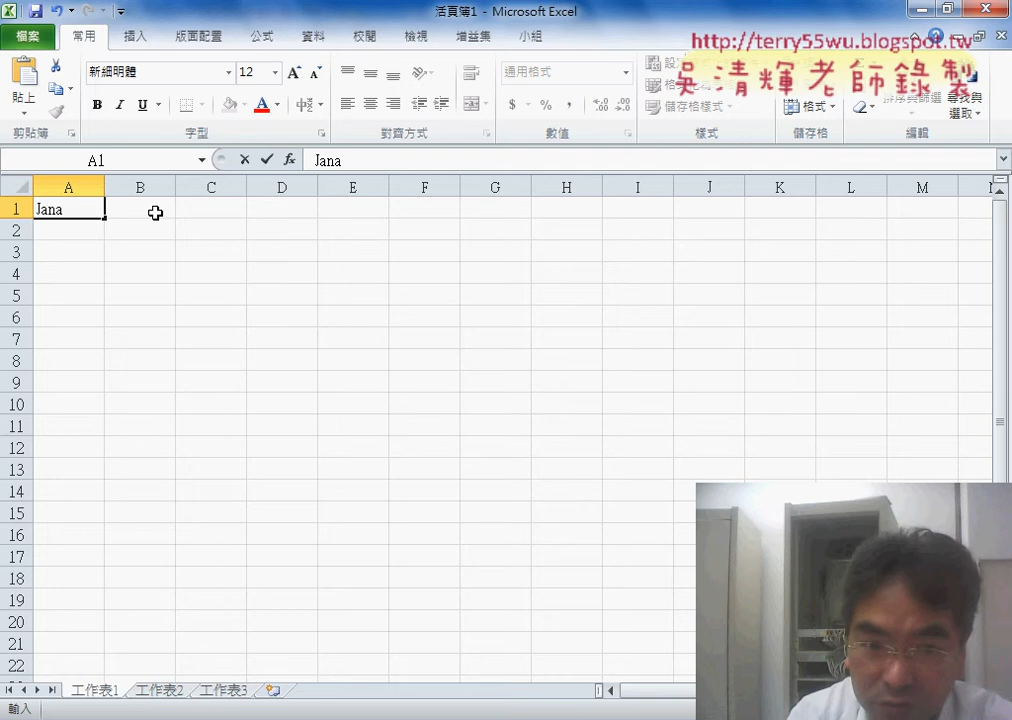 活頁簿1 - Microsoft Excel
檔案 常用 插入 版面配置 公式 資料 校閱 檢視 增益集 小組
http://terry55wu.blogspot.tw
吳清輝老師錄製
貼上 新細明體 12 通用格式
B I U A $ % , 儲存格樣式 格式 排序與篩選 尋找與
選取
剪貼簿 字型 對齊方式 數值 樣式 儲存格 編輯
A1 fx Jana
A B C D E F G H I J K L M
1 Jana
2
3
4
5
6
7
8
9
10
11
12
13
14
15
16
17
18
19
20
21
22
工作表1 工作表2 工作表3
輸入